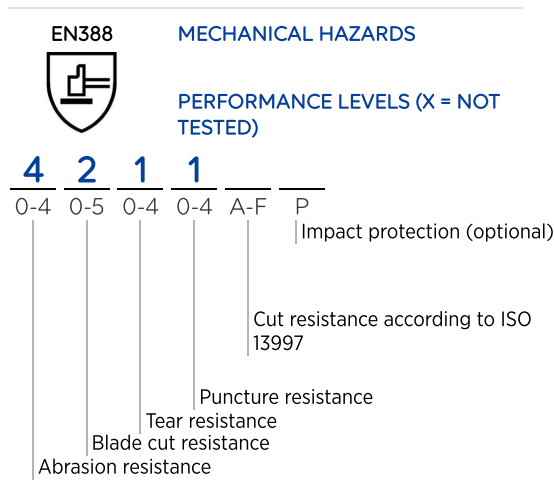 EN388
MECHANICAL HAZARDS
PERFORMANCE LEVELS (X = NOT
TESTED)
4 2 1 1
0-4 0-5 0-4 0-4 A-F P
Impact protection (optional)
Cut resistance according to ISO
13997
Puncture resistance
Tear resistance
Blade cut resistance
Abrasion resistance